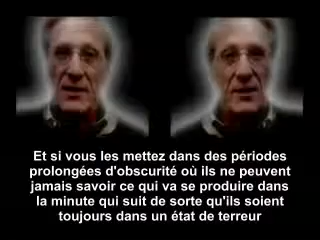 Et si vous les mettez dans des périodes
prolongées d'obscurité où ils ne peuvent
jamais savoir ce qui va se produire dans
la minute qui suit de sorte qu'ils soient
toujours dans un état de terreur